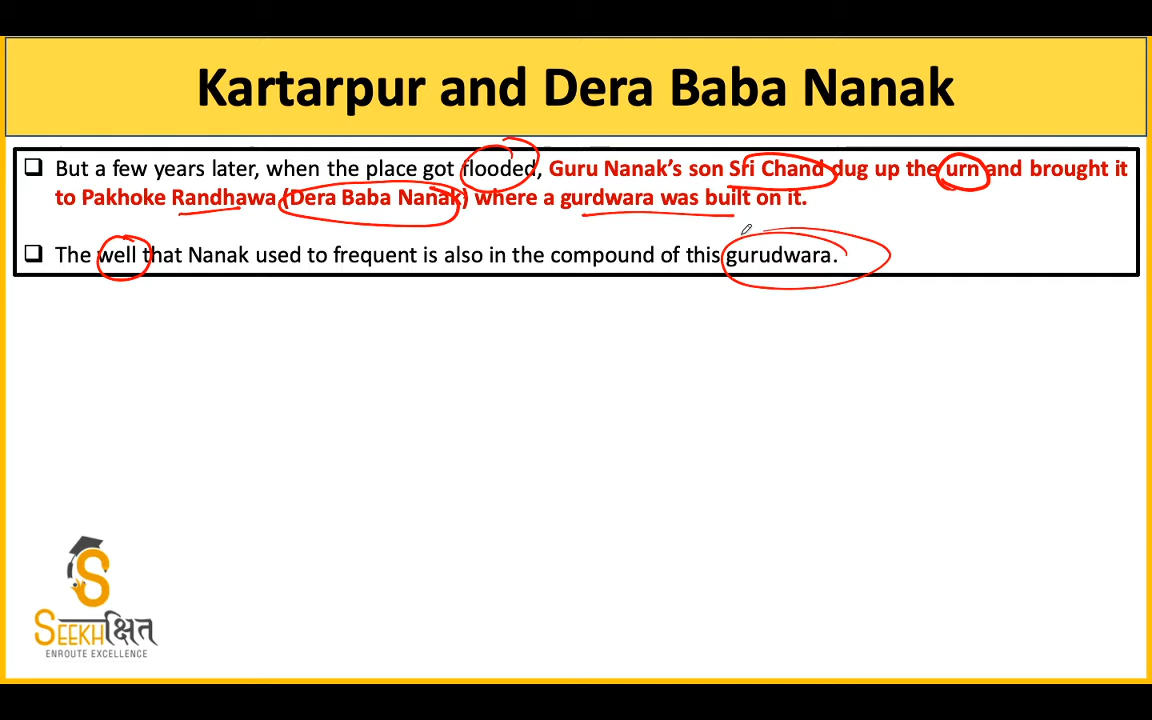 Kartarpur and Dera Baba Nanak
But a few years later, when the place got flooded, Guru Nanak's son Sri Chand dug up the urn and brought it
to Pakhoke Randhawa (Dera Baba Nanak) where a gurdwara was built on it.
The well that Nanak used to frequent is also in the compound of this gurudwara.
S
SEEKHक्षित
ENROUTE EXCELLENCE